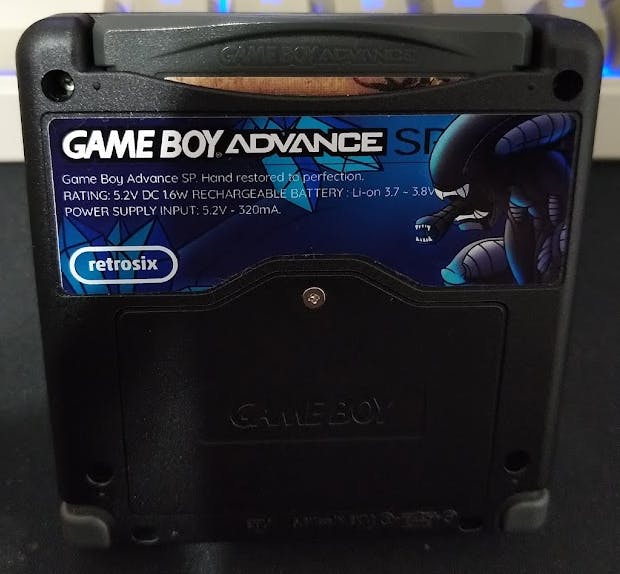 GAME BOY ADVANCE
GAME BOY ADVANCE SP
Game Boy Advance SP. Hand restored to perfection.
RATING: 5.2V DC 1.6W RECHARGEABLE BATTERY : Li-on 3.7 ~ 3.8V
POWER SUPPLY INPUT: 5.2V - 320mA.
retrosix
GAME BOY